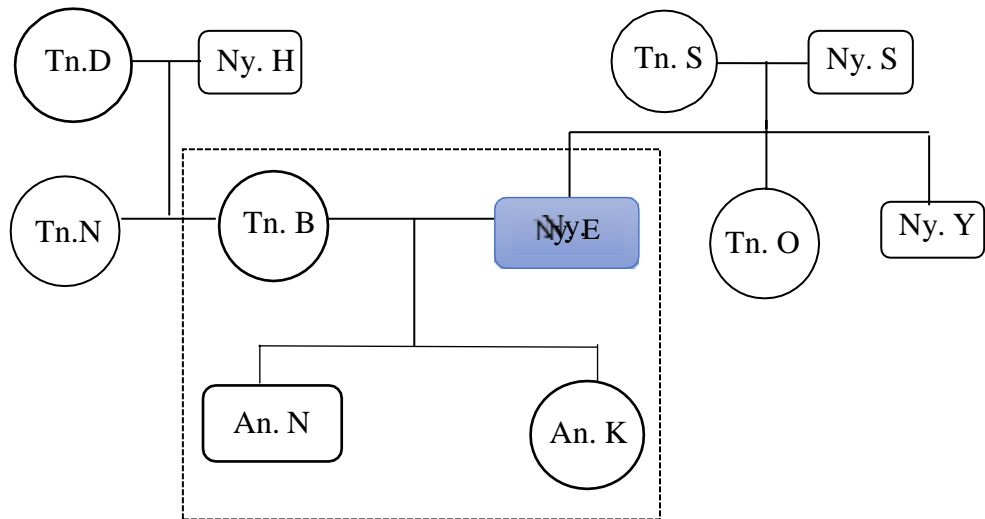 Tn.D
Ny. H
Tn. S
Ny. S
Tn.N
Tn. B
Ny. E
Tn. O
Ny. Y
An. N
An. K